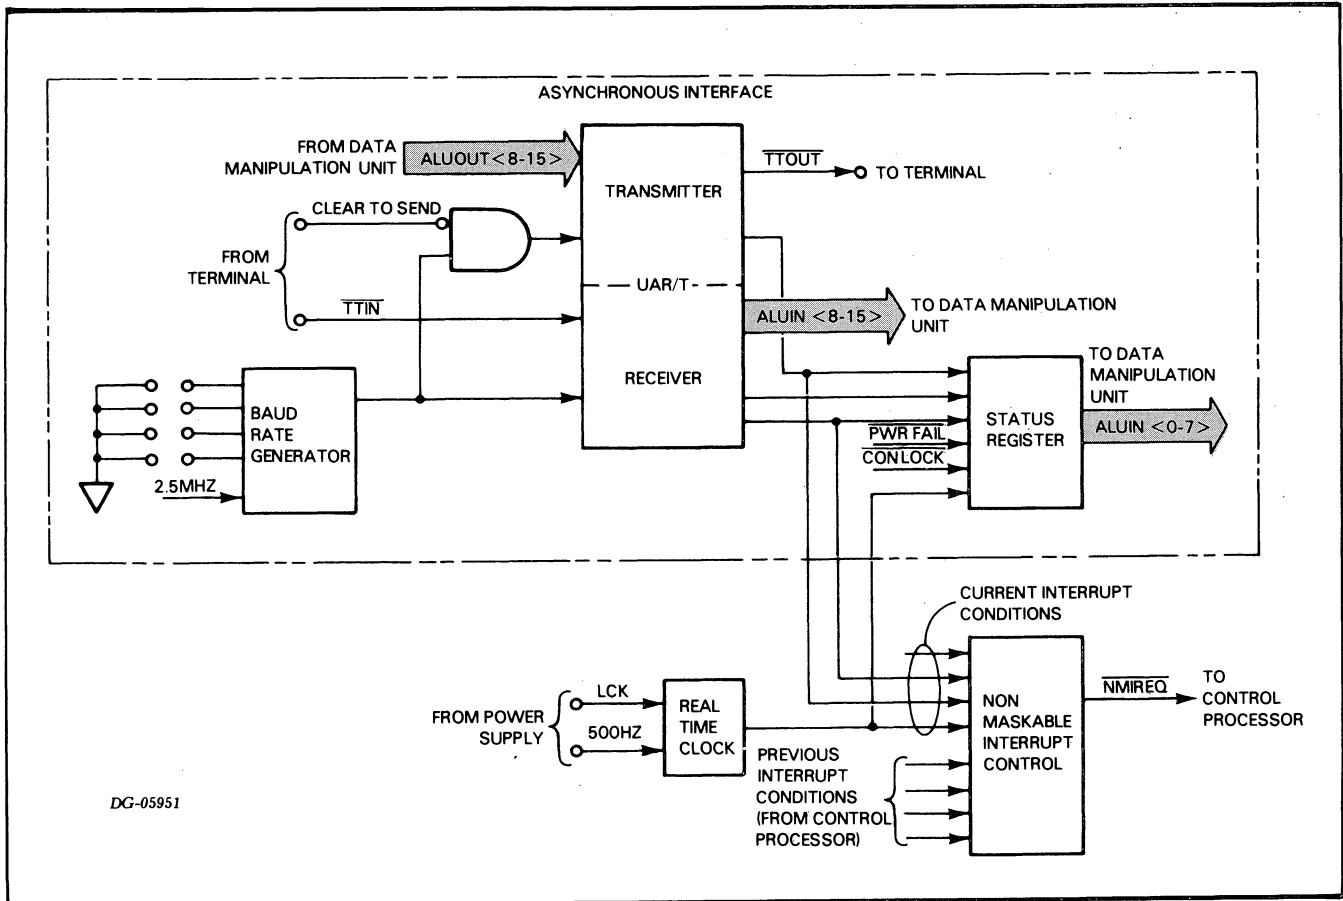 ASYNCHRONOUS INTERFACE
FROM DATA
MANIPULATION UNIT
ALUOUT <8-15>
TTOUT
TO TERMINAL
TRANSMITTER
CLEAR TO SEND
FROM
TERMINAL
UAR/T
TTIN
ALUIN <8-15>
TO DATA MANIPULATION
UNIT
RECEIVER
BAUD
RATE
GENERATOR
2.5MHZ
TO DATA
MANIPULATION
UNIT
STATUS
REGISTER
ALUIN <0-7>
PWR FAIL
CON LOCK
CURRENT INTERRUPT
CONDITIONS
FROM POWER
SUPPLY
LCK
500HZ
REAL
TIME
CLOCK
NON
MASKABLE
INTERRUPT
CONTROL
NMIREQ
TO
CONTROL
PROCESSOR
PREVIOUS
INTERRUPT
CONDITIONS
(FROM CONTROL
PROCESSOR)
DG-05951